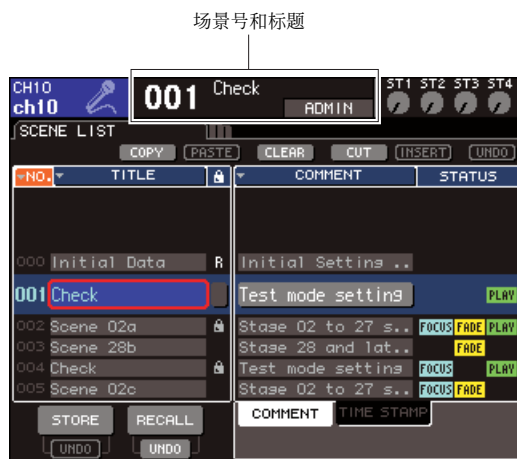 场景号和标题
CH10
ch10
001
Check
ADMIN
ST1 ST2 ST3 ST4
SCENE LIST
COPY PASTE CLEAR CUT INSERT UNDO
NO. TITLE COMMENT STATUS
000 Initial Data R Initial Setting ..
001 Check Test mode setting PLAY
002 Scene 02a Stage 02 to 27 s.. FOCUS FADE PLAY
003 Scene 28b Stage 28 and lat.. FADE
004 Check Test mode setting FOCUS PLAY
005 Scene 02c Stage 02 to 27 s.. FOCUS FADE
STORE RECALL COMMENT TIME STAMP
UNDO UNDO